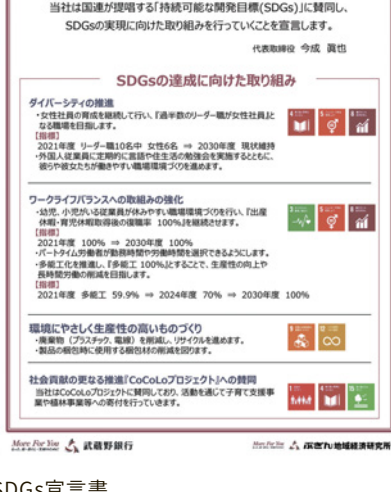 当社は国連が提唱する「持続可能な開発目標(SDGs)」に賛同し、
SDGsの実現に向けた取り組みを行っていくことを宣言します。
代表取締役 今成 眞也
SDGsの達成に向けた取り組み
ダイバーシティの推進
・女性社員の育成を継続して行い、『過半数のリーダー職が女性社員』と
なる職場を目指します。
【指標】
2021年度 リーダー職10名中 女性6名 ⇒ 2030年度 現状維持
・外国人従業員に定期的に言語や住生活の勉強会を実施するとともに、
彼らや彼女たちが働きやすい職場環境づくりを進めます。
ワークライフバランスへの取組みの強化
・幼児、小児がいる従業員が休みやすい職場環境づくりを行い、『出産
休暇・育児休暇取得後の復職率 100%』を継続させます。
【指標】
2021年度 100% ⇒ 2030年度 100%
・パートタイム労働者が勤務時間や労働時間を選択できるようにします。
・多能工化を推進し、『多能工 100%』とすることで、生産性の向上や
長時間労働の削減を目指します。
【指標】
2021年度 多能工 59.9% ⇒ 2024年度 70% ⇒ 2030年度 100%
環境にやさしく生産性の高いものづくり
・廃棄物（プラスチック、電線）を削減し、リサイクルを進めます。
・製品の梱包時に使用する梱包材の削減を図ります。
社会貢献の更なる推進『CoCoLoプロジェクト』への賛同
当社はCoCoLoプロジェクトに賛同しており、活動を通じて子育て支援事
業や植林事業等への寄付を行っていきます。
More For You 武蔵野銀行
More For You ぶぎん地域経済研究所
SDGs宣言書